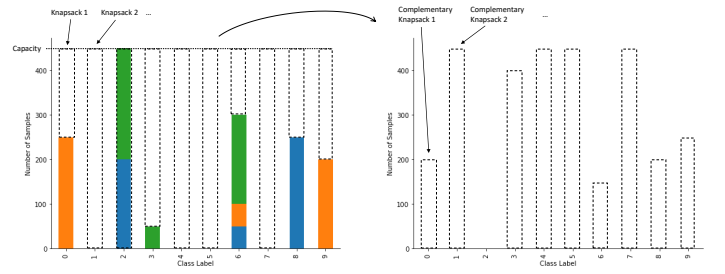 Knapsack 1
Knapsack 2 ...
Capacity
400
300
200
100
0
Number of Samples
0 1 2 3 4 5 6 7 8 9
Class Label
Complementary
Knapsack 1
Complementary
Knapsack 2 ...
400
300
200
100
0
Number of Samples
0 1 2 3 4 5 6 7 8 9
Class Label